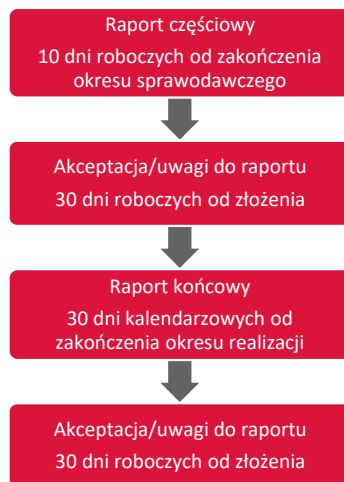 Raport częściowy
10 dni roboczych od zakończenia
okresu sprawodawczego
Akceptacja/uwagi do raportu
30 dni roboczych od złożenia
Raport końcowy
30 dni kalendarzowych od
zakończenia okresu realizacji
Akceptacja/uwagi do raportu
30 dni roboczych od złożenia